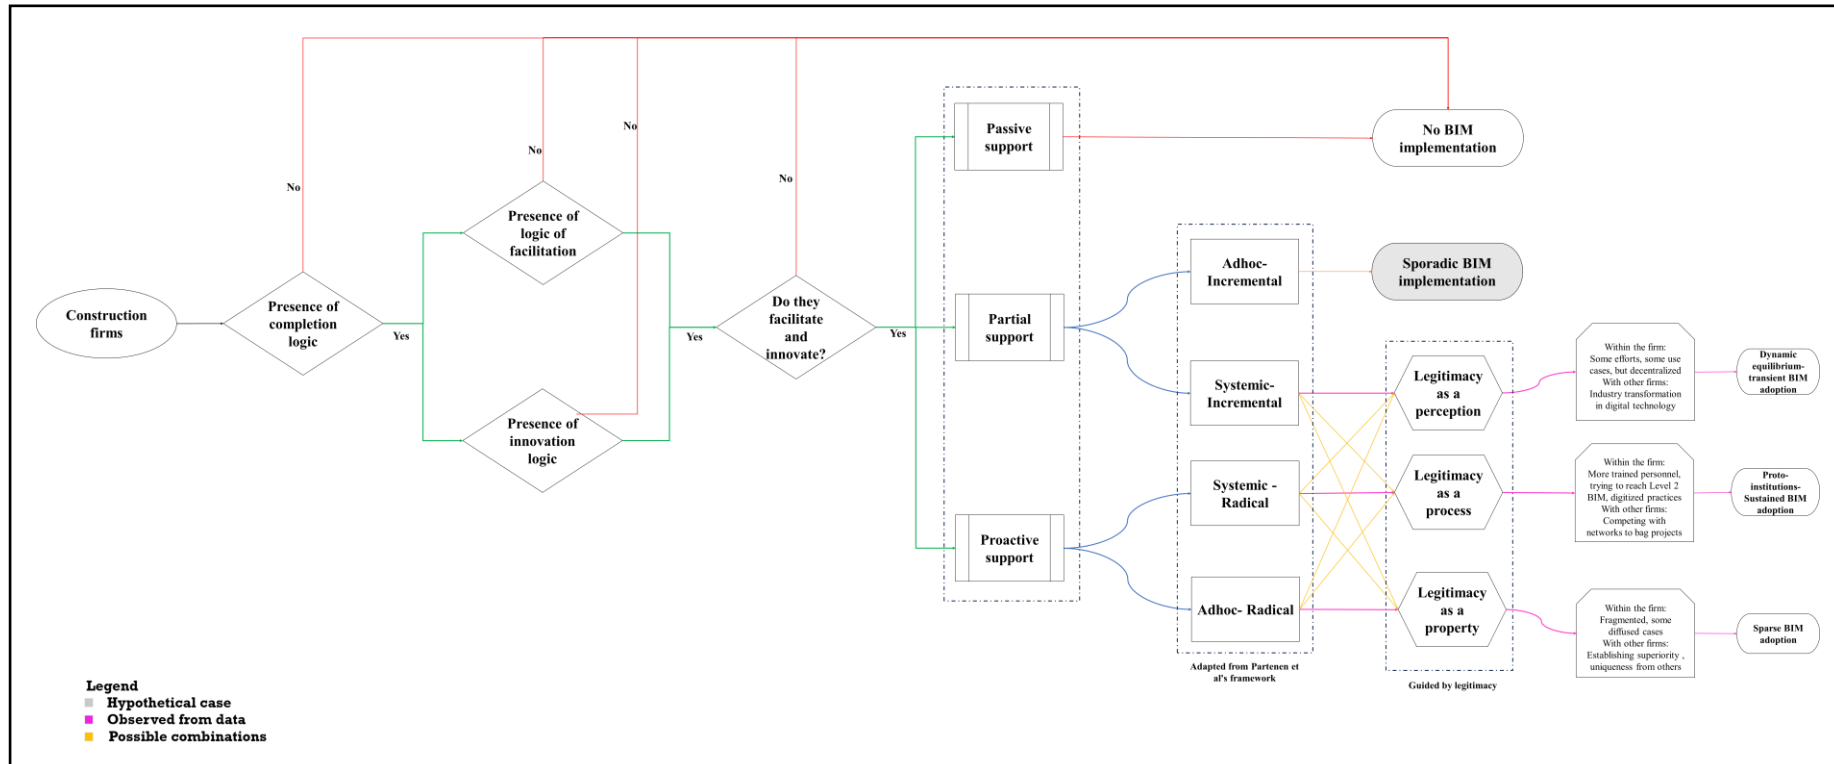 Construction
firms
Presence of
completion
logic
No
Yes
Presence of
logic of
facilitation
No
Presence of
innovation
logic
No
Yes
Do they
facilitate
and
innovate?
No
Yes
Passive
support
Partial
support
Proactive
support
Adhoc-
Incremental
Systemic-
Incremental
Systemic -
Radical
Adhoc- Radical
Adapted from Partenen et
al's framework
No BIM
implementation
Sporadic BIM
implementation
Legitimacy
as a
perception
Legitimacy
as a
process
Legitimacy
as a
property
Guided by legitimacy
Within the firm:
Some efforts, some use
cases, but decentralized
With other firms:
Industry transformation
in digital technology
Dynamic
equilibrium-
transient BIM
adoption
Within the firm:
More trained personnel,
trying to reach Level 2
BIM, digitized practices
With other firms:
Competing with
networks to bag projects
Proto-
institutions-
Sustained BIM
adoption
Within the firm:
Fragmented, some
diffused cases
With other firms:
Establishing superiority ,
uniqueness from others
Sparse BIM
adoption
Legend
Hypothetical case
Observed from data
Possible combinations